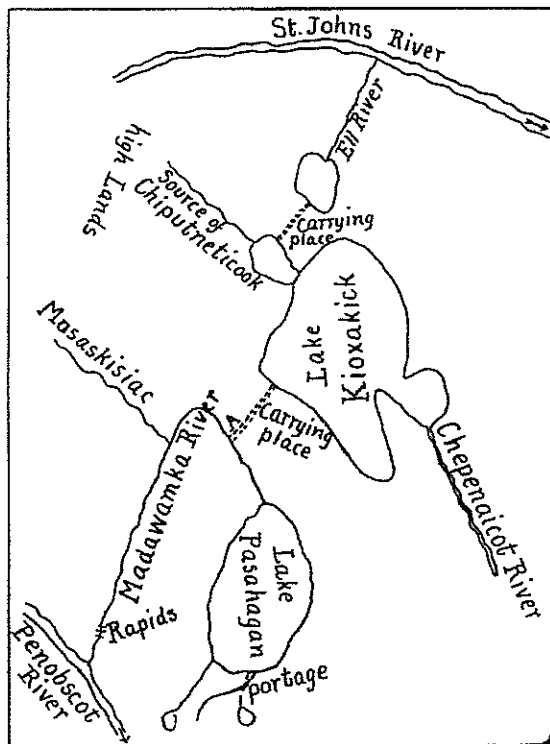 St. Johns River
Ell River
high Lands
Source of
Chiputneticook
Carrying
place
Lake
Kioxakick
Masaskisiac
Madawamka River
A
Carrying
place
Chepenaicot River
Lake
Pasahagan
Rapids
Penobscot
River
portage